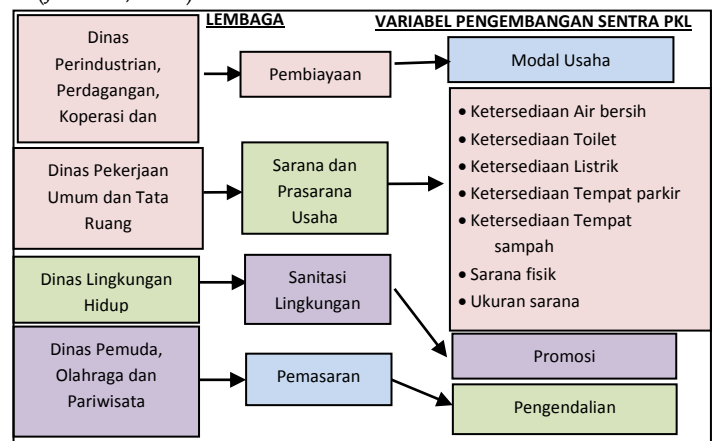 LEMBAGA
VARIABEL PENGEMBANGAN SENTRA PKL
Dinas
Perindustrian,
Perdagangan,
Koperasi dan
Pembiayaan
Modal Usaha
Dinas Pekerjaan
Umum dan Tata
Ruang
Sarana dan
Prasarana
Usaha
• Ketersediaan Air bersih
• Ketersediaan Toilet
• Ketersediaan Listrik
• Ketersediaan Tempat parkir
• Ketersediaan Tempat
sampah
• Sarana fisik
• Ukuran sarana
Dinas Lingkungan
Hidup
Sanitasi
Lingkungan
Promosi
Dinas Pemuda,
Olahraga dan
Pariwisata
Pemasaran
Pengendalian